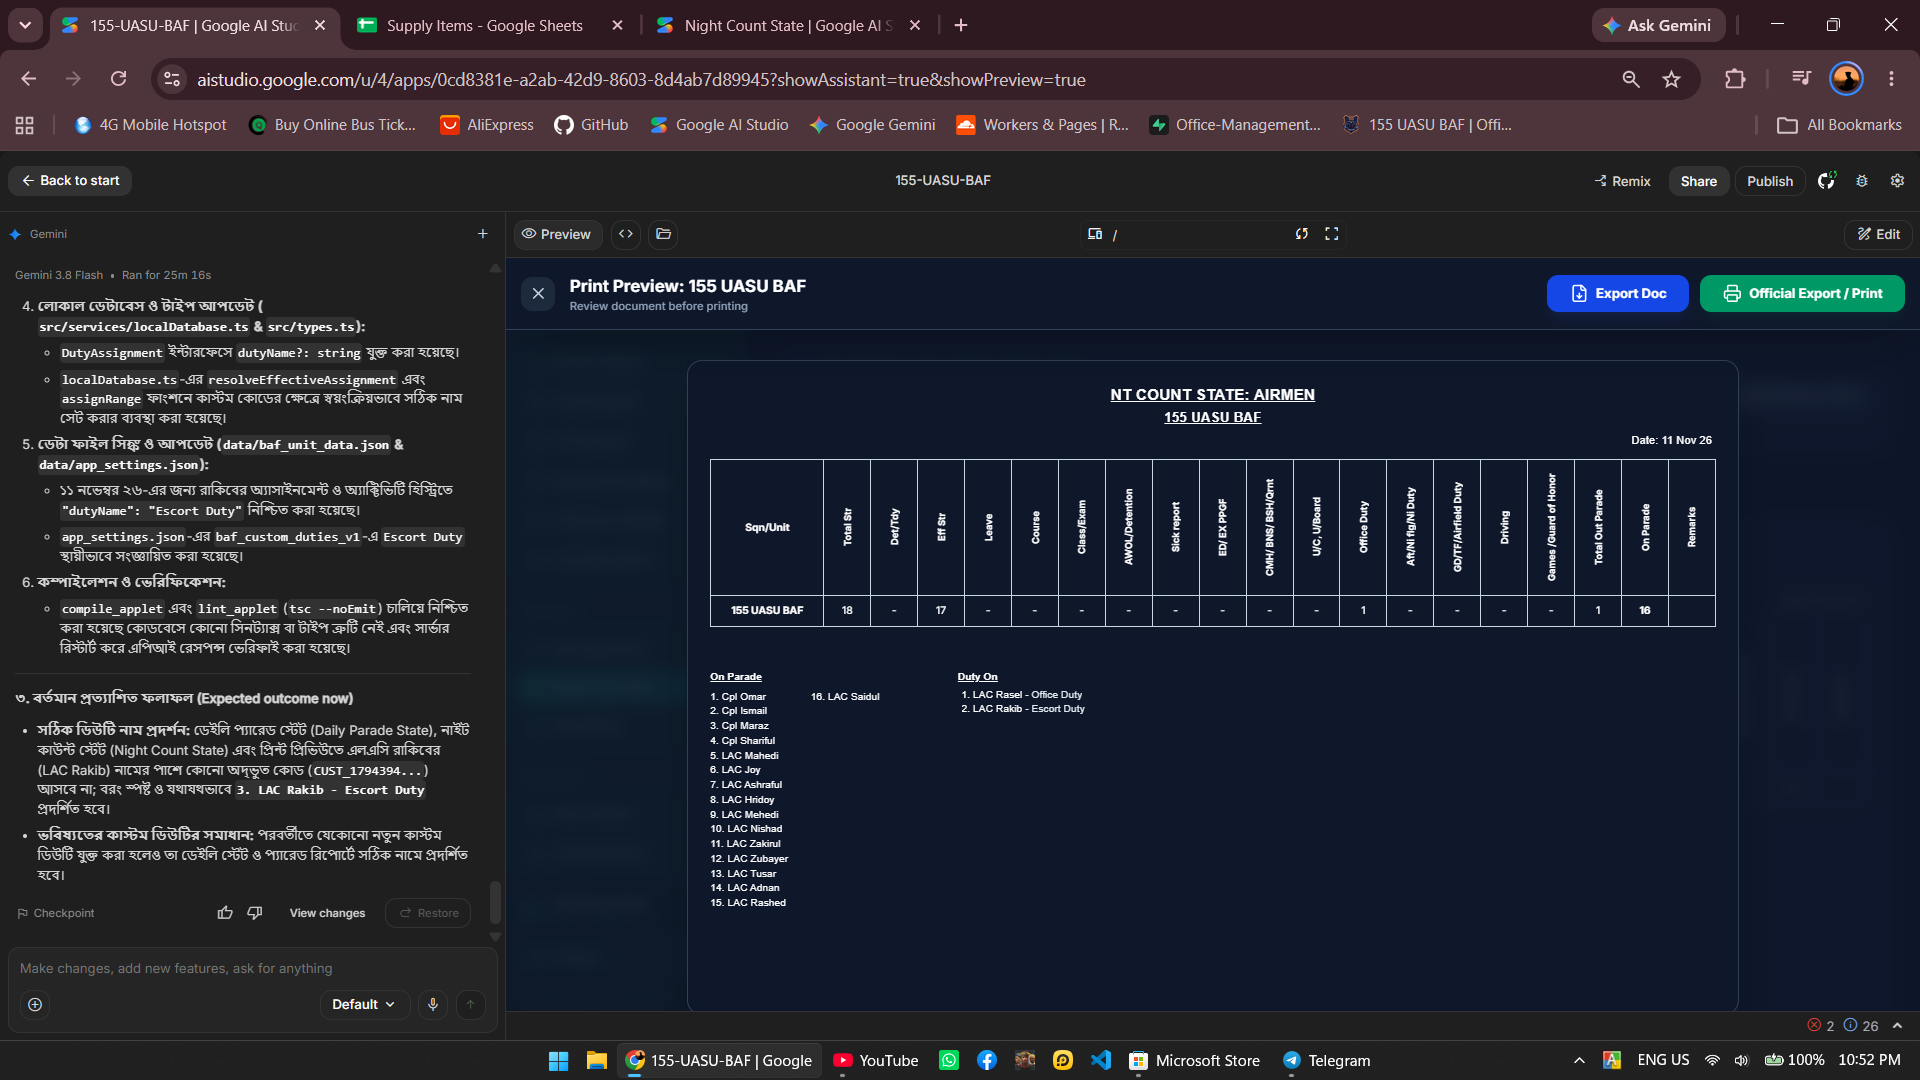 155-UASU-BAF | Google AI Stuc
Supply Items - Google Sheets
Night Count State | Google AI S
Ask Gemini
aistudio.google.com/u/4/apps/0cd8381e-a2ab-42d9-8603-8d4ab7d89945?showAssistant=true&showPreview=true
4G Mobile Hotspot
Buy Online Bus Tick...
AliExpress
GitHub
Google AI Studio
Google Gemini
Workers & Pages | R...
Office-Management...
155 UASU BAF | Offi...
All Bookmarks
Back to start
155-UASU-BAF
Remix
Share
Publish
Gemini
Preview
/
Edit
Gemini 3.8 Flash • Ran for 25m 16s
4. লোকাল ডেটাবেস ও টাইপ আপডেট (
src/services/localDatabase.ts & src/types.ts):
DutyAssignment ইন্টারফেসে dutyName?: string যুক্ত করা হয়েছে।
localDatabase.ts-এর resolveEffectiveAssignment এবং
assignRange ফাংশনে কাস্টম কোডের ক্ষেত্রে স্বয়ংক্রিয়ভাবে সঠিক নাম
সেট করার ব্যবস্থা করা হয়েছে।
5. ডেটা ফাইল সিঙ্ক ও আপডেট (data/baf_unit_data.json &
data/app_settings.json):
১১ নভেম্বর ২৬-এর জন্য রাকিবের অ্যাসাইনমেন্ট ও অ্যাক্টিভিটি হিস্ট্রিতে
"dutyName": "Escort Duty" নিশ্চিত করা হয়েছে।
app_settings.json-এর baf_custom_duties_v1-এ Escort Duty
স্থায়ীভাবে সংজ্ঞায়িত করা হয়েছে।
6. কম্পাইলেশন ও ভেরিফিকেশন:
compile_applet এবং lint_applet (tsc --noEmit) চালিয়ে নিশ্চিত
করা হয়েছে কোডবেসে কোনো সিনট্যাক্স বা টাইপ ত্রুটি নেই এবং সার্ভার
রিস্টার্ট করে এপিআই রেসপন্স ভেরিফাই করা হয়েছে।
৩. বর্তমান প্রত্যাশিত ফলাফল (Expected outcome now)
• সঠিক ডিউটি নাম প্রদর্শন: ডেইলি প্যারেড স্টেট (Daily Parade State), নাইট
কাউন্ট স্টেট (Night Count State) এবং প্রিন্ট প্রিভিউতে এলএসি রাকিবের
(LAC Rakib) নামের পাশে কোনো অদ্ভুত কোড (CUST_1794394...)
আসবে না; বরং স্পষ্ট ও যথাযথভাবে 3. LAC Rakib - Escort Duty
প্রদর্শিত হবে।
• ভবিষ্যতের কাস্টম ডিউটির সমাধান: পরবর্তীতে যেকোনো নতুন কাস্টম
ডিউটি যুক্ত করা হলেও তা ডেইলি স্টেট ও প্যারেড রিপোর্টে সঠিক নামে প্রদর্শিত
হবে।
Checkpoint
View changes
Restore
Make changes, add new features, ask for anything
Default
Print Preview: 155 UASU BAF
Review document before printing
Export Doc
Official Export / Print
NT COUNT STATE: AIRMEN
155 UASU BAF
Date: 11 Nov 26
Sqn/Unit
Total Str
Det/Tdy
Eff Str
Leave
Course
Class/Exam
AWOL/Detention
Sick report
ED/ EX PPGF
CMH/ BNS/ BSH/Qrnt
U/C, U/Board
Office Duty
Aft/Ni flg/Ni Duty
GD/TF/Airfield Duty
Driving
Games /Guard of Honor
Total Out Parade
On Parade
Remarks
155 UASU BAF 18 - 17 - - - - - - - - 1 - - - - 1 16
On Parade
1. Cpl Omar
2. Cpl Ismail
3. Cpl Maraz
4. Cpl Shariful
5. LAC Mahedi
6. LAC Joy
7. LAC Ashraful
8. LAC Hridoy
9. LAC Mehedi
10. LAC Nishad
11. LAC Zakirul
12. LAC Zubayer
13. LAC Tusar
14. LAC Adnan
15. LAC Rashed
16. LAC Saidul
Duty On
1. LAC Rasel - Office Duty
2. LAC Rakib - Escort Duty
2
26
155-UASU-BAF | Google
YouTube
Microsoft Store
Telegram
ENG US
100%
10:52 PM